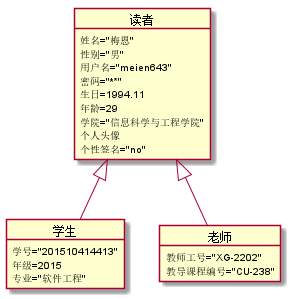 读者
姓名="梅恩"
性别="男"
用户名="meien643"
密码="**"
生日=1994.11
年龄=29
学院="信息科学与工程学院"
个人头像
个性签名="no"
学生
学号="201510414413"
年级=2015
专业="软件工程"
老师
教师工号="XG-2202"
教导课程编号="CU-238"